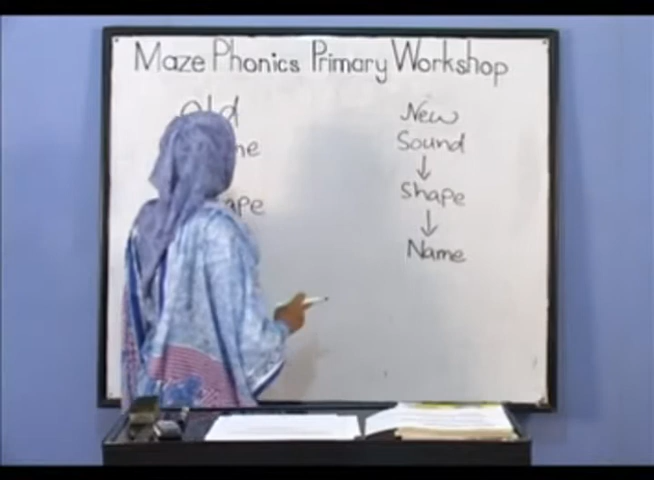 Maze Phonics Primary Workshop
old
New
Sound
↓
Shape
↓
Name